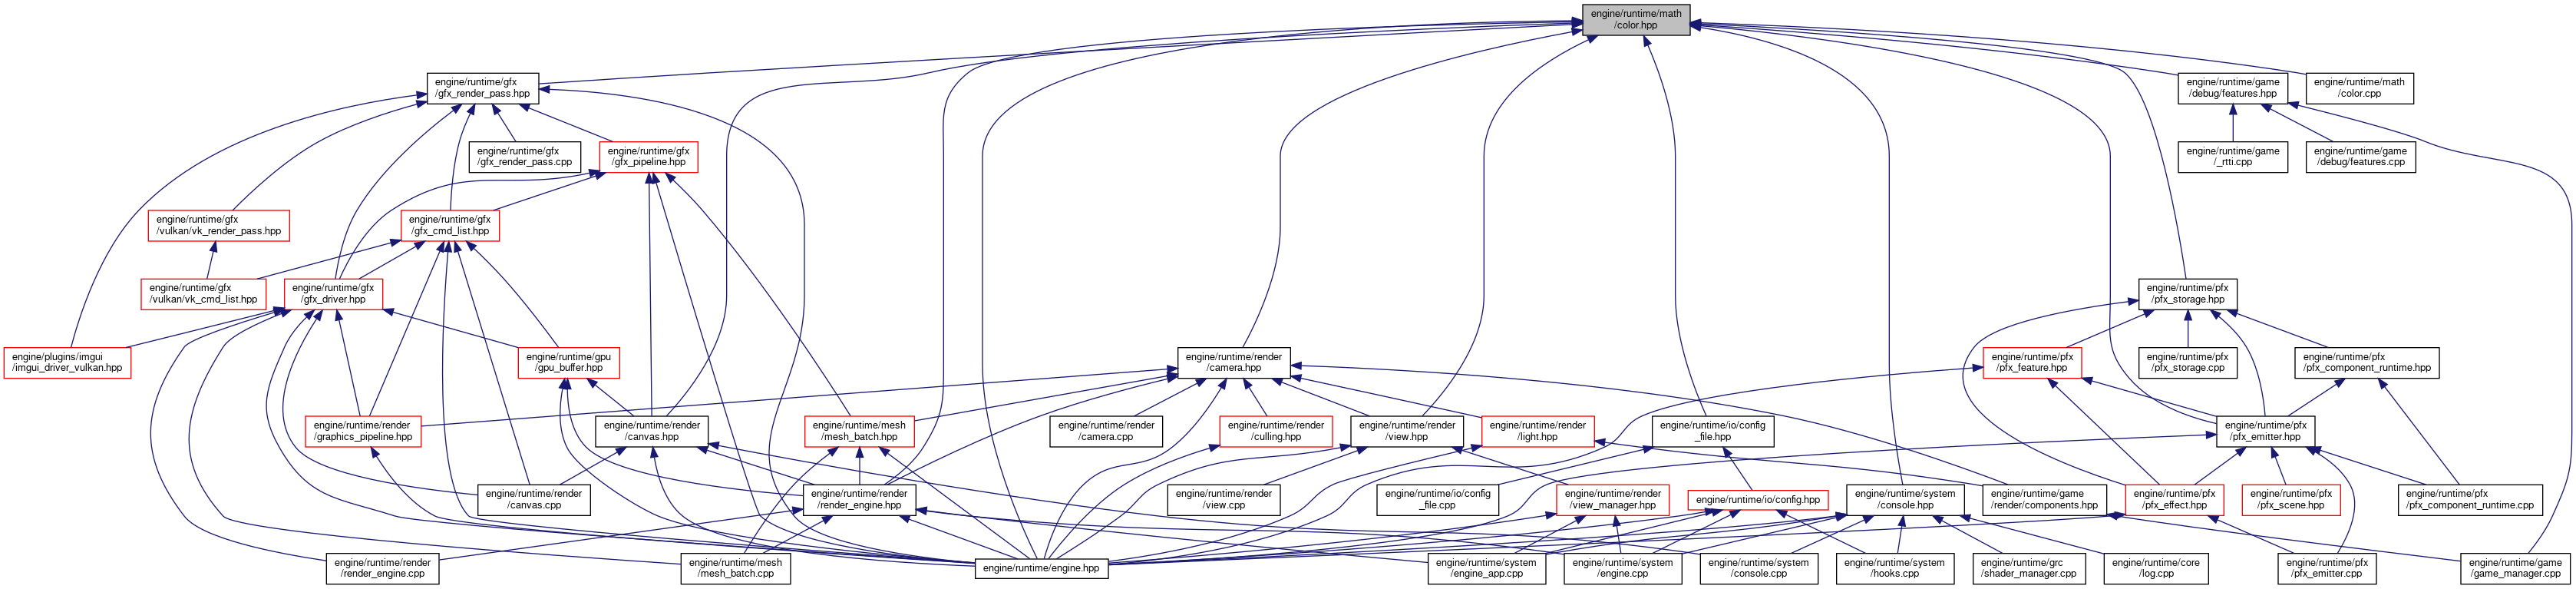 engine/runtime/math
/color.hpp
engine/runtime/gfx
/gfx_render_pass.hpp
engine/runtime/game
/debug/features.hpp
engine/runtime/math
/color.cpp
engine/runtime/gfx
/gfx_render_pass.cpp
engine/runtime/gfx
/gfx_pipeline.hpp
engine/runtime/game
/_rtti.cpp
engine/runtime/game
/debug/features.cpp
engine/runtime/gfx
/vulkan/vk_render_pass.hpp
engine/runtime/gfx
/gfx_cmd_list.hpp
engine/runtime/gfx
/vulkan/vk_cmd_list.hpp
engine/runtime/gfx
/gfx_driver.hpp
engine/runtime/pfx
/pfx_storage.hpp
engine/plugins/imgui
/imgui_driver_vulkan.hpp
engine/runtime/gpu
/gpu_buffer.hpp
engine/runtime/render
/camera.hpp
engine/runtime/pfx
/pfx_feature.hpp
engine/runtime/pfx
/pfx_storage.cpp
engine/runtime/pfx
/pfx_component_runtime.hpp
engine/runtime/render
/graphics_pipeline.hpp
engine/runtime/render
/canvas.hpp
engine/runtime/mesh
/mesh_batch.hpp
engine/runtime/render
/camera.cpp
engine/runtime/render
/culling.hpp
engine/runtime/render
/view.hpp
engine/runtime/render
/light.hpp
engine/runtime/io/config
_file.hpp
engine/runtime/pfx
/pfx_emitter.hpp
engine/runtime/render
/canvas.cpp
engine/runtime/render
/render_engine.hpp
engine/runtime/render
/view.cpp
engine/runtime/io/config
_file.cpp
engine/runtime/render
/view_manager.hpp
engine/runtime/io/config.hpp
engine/runtime/system
/console.hpp
engine/runtime/game
/render/components.hpp
engine/runtime/pfx
/pfx_effect.hpp
engine/runtime/pfx
/pfx_scene.hpp
engine/runtime/pfx
/pfx_component_runtime.cpp
engine/runtime/render
/render_engine.cpp
engine/runtime/mesh
/mesh_batch.cpp
engine/runtime/engine.hpp
engine/runtime/system
/engine_app.cpp
engine/runtime/system
/engine.cpp
engine/runtime/system
/console.cpp
engine/runtime/system
/hooks.cpp
engine/runtime/grc
/shader_manager.cpp
engine/runtime/core
/log.cpp
engine/runtime/pfx
/pfx_emitter.cpp
engine/runtime/game
/game_manager.cpp